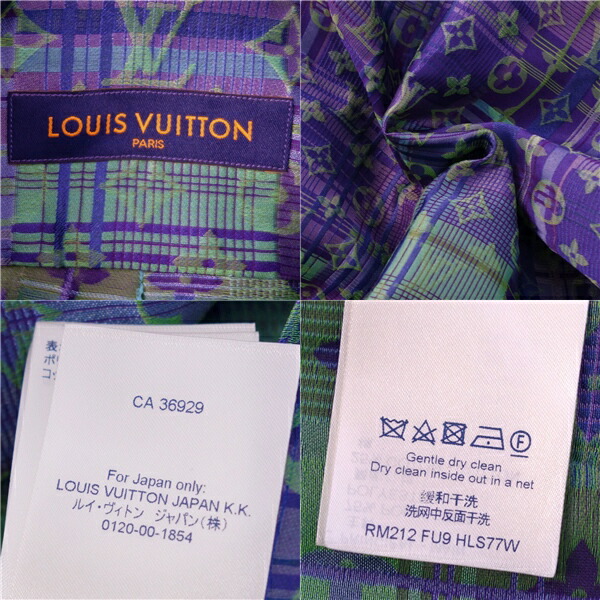 LOUIS VUITTON
PARIS
CA 36929
For Japan only:
LOUIS VUITTON JAPAN K.K.
ルイ・ヴィトン ジャパン(株)
0120-00-1854
Gentle dry clean
Dry clean inside out in a net
缓和干洗
洗网中反面干洗
RM212 FU9 HLS77W